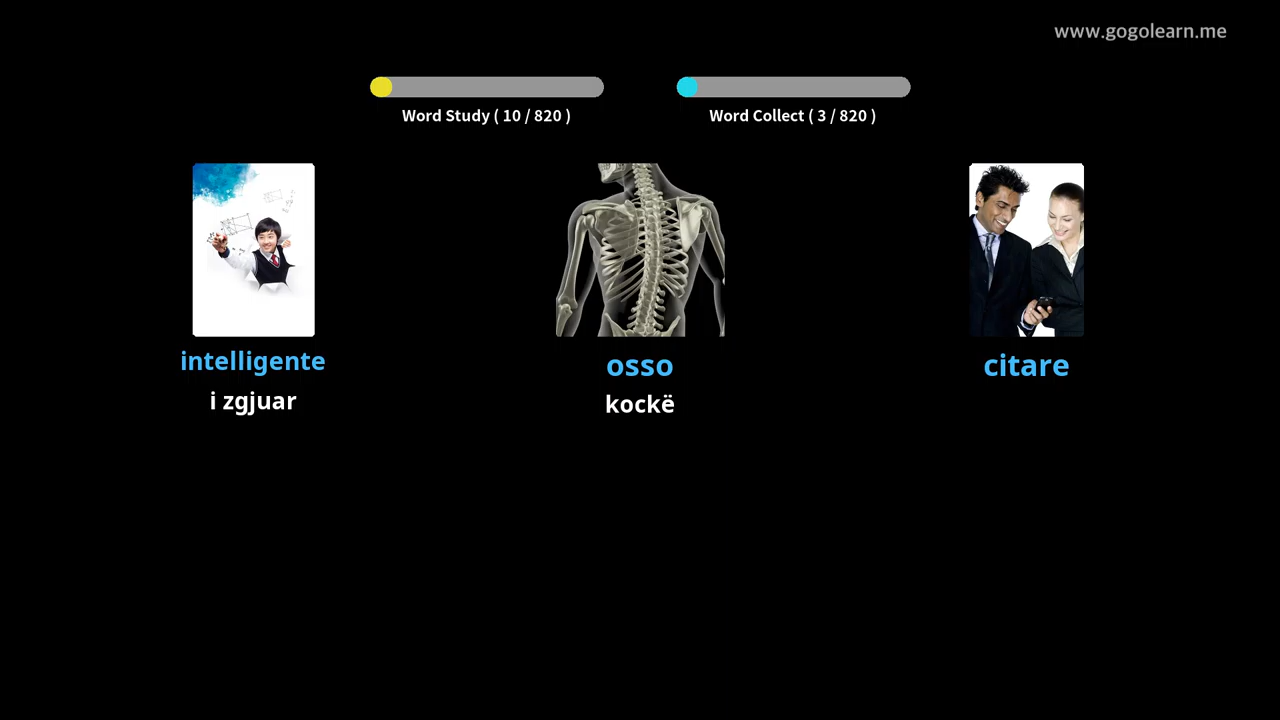 www.gogolearn.me
Word Study ( 10 / 820 )
Word Collect ( 3 / 820 )
intelligente
i zgjuar
osso
kockë
citare